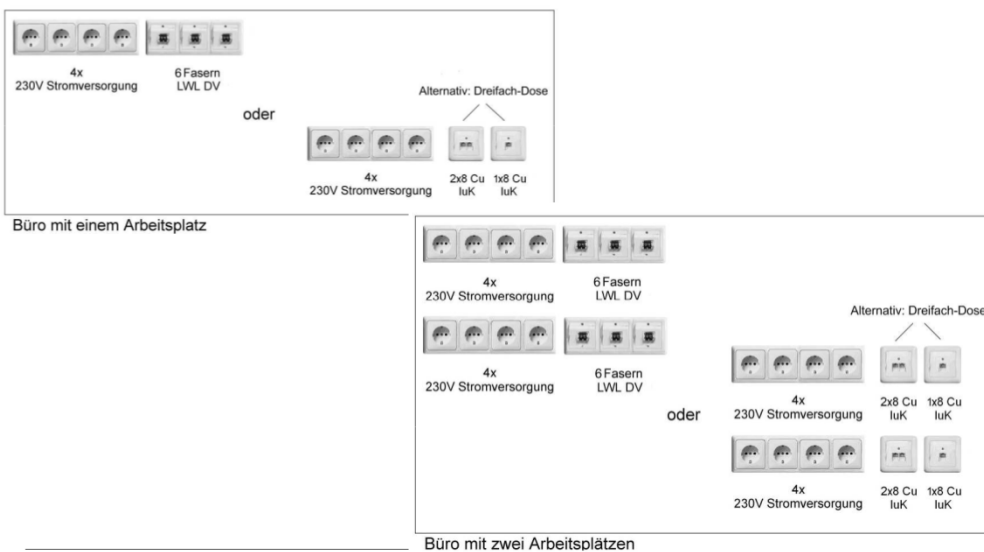 4x
230V Stromversorgung
6 Fasern
LWL DV
oder
Alternativ: Dreifach-Dose
4x
230V Stromversorgung
2x8 Cu
IuK
1x8 Cu
IuK
Büro mit einem Arbeitsplatz
4x
230V Stromversorgung
6 Fasern
LWL DV
4x
230V Stromversorgung
6 Fasern
LWL DV
oder
Alternativ: Dreifach-Dose
4x
230V Stromversorgung
2x8 Cu
IuK
1x8 Cu
IuK
4x
230V Stromversorgung
2x8 Cu
IuK
1x8 Cu
IuK
Büro mit zwei Arbeitsplätzen